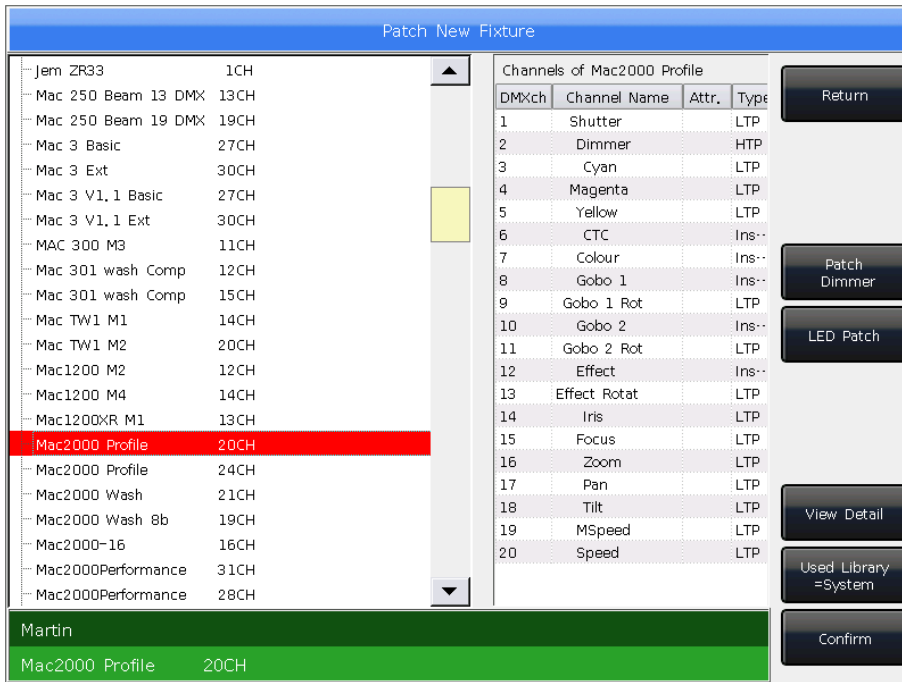 Patch New Fixture
Jem ZR33 1CH
Mac 250 Beam 13 DMX 13CH
Mac 250 Beam 19 DMX 19CH
Mac 3 Basic 27CH
Mac 3 Ext 30CH
Mac 3 V1.1 Basic 27CH
Mac 3 V1.1 Ext 30CH
MAC 300 M3 11CH
Mac 301 wash Comp 12CH
Mac 301 wash Comp 15CH
Mac TW1 M1 14CH
Mac TW1 M2 20CH
Mac1200 M2 12CH
Mac1200 M4 14CH
Mac1200XR M1 13CH
Mac2000 Profile 20CH
Mac2000 Profile 24CH
Mac2000 Wash 21CH
Mac2000 Wash 8b 19CH
Mac2000-16 16CH
Mac2000Performance 31CH
Mac2000Performance 28CH
Channels of Mac2000 Profile
DMXch Channel Name Attr. Type
1 Shutter LTP
2 Dimmer HTP
3 Cyan LTP
4 Magenta LTP
5 Yellow LTP
6 CTC Ins··
7 Colour Ins··
8 Gobo 1 Ins··
9 Gobo 1 Rot LTP
10 Gobo 2 Ins··
11 Gobo 2 Rot LTP
12 Effect Ins··
13 Effect Rotat LTP
14 Iris LTP
15 Focus LTP
16 Zoom LTP
17 Pan LTP
18 Tilt LTP
19 MSpeed LTP
20 Speed LTP
Return
Patch
Dimmer
LED Patch
View Detail
Used Library
=System
Confirm
Martin
Mac2000 Profile 20CH